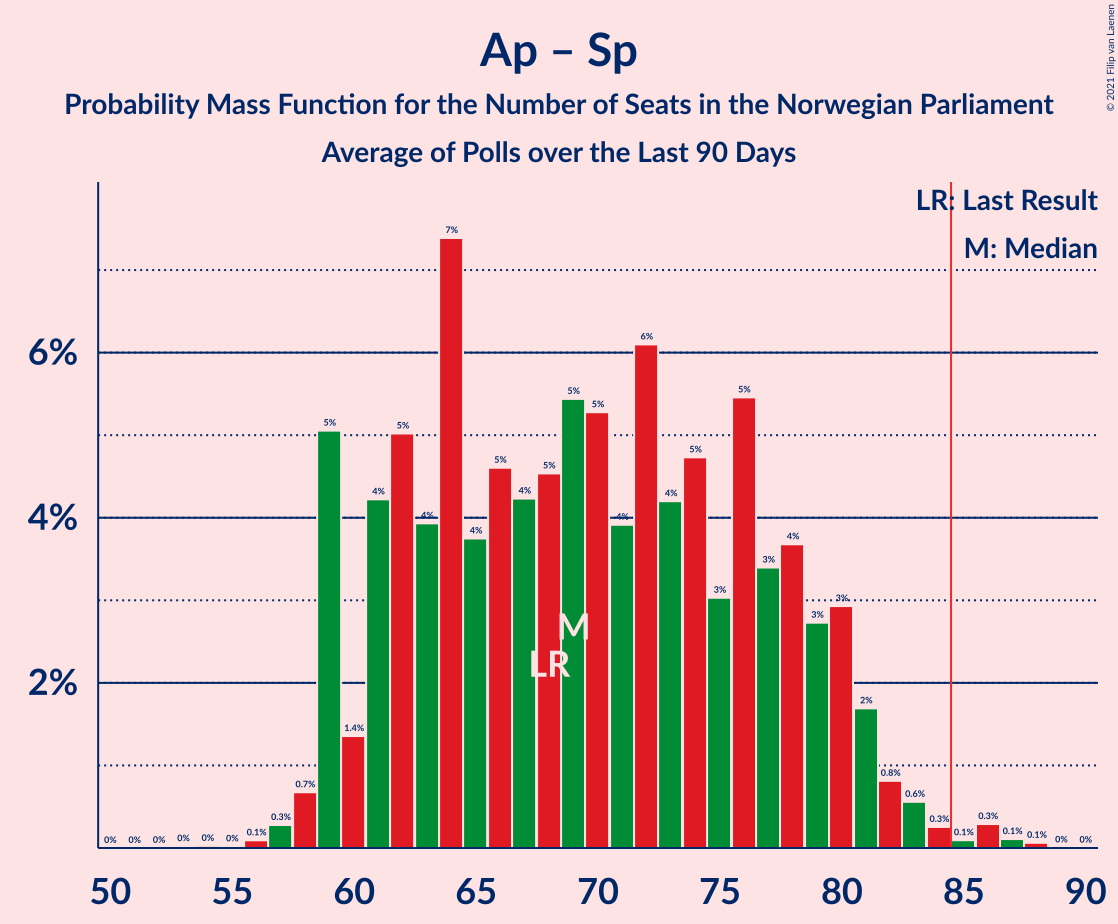 Ap – Sp
Probability Mass Function for the Number of Seats in the Norwegian Parliament
Average of Polls over the Last 90 Days
© 2021 Filip van Laenen
LR: Last Result
M: Median
6%
4%
2%
0% 0% 0% 0% 0% 0% 0.1% 0.3% 0.7% 5% 1.4% 4% 5% 4% 7% 4% 5% 4% 5% 5% 5% 4% 6% 4% 5% 3% 5% 3% 4% 3% 3% 2% 0.8% 0.6% 0.3% 0.1% 0.3% 0.1% 0.1% 0% 0%
M
LR
50 55 60 65 70 75 80 85 90